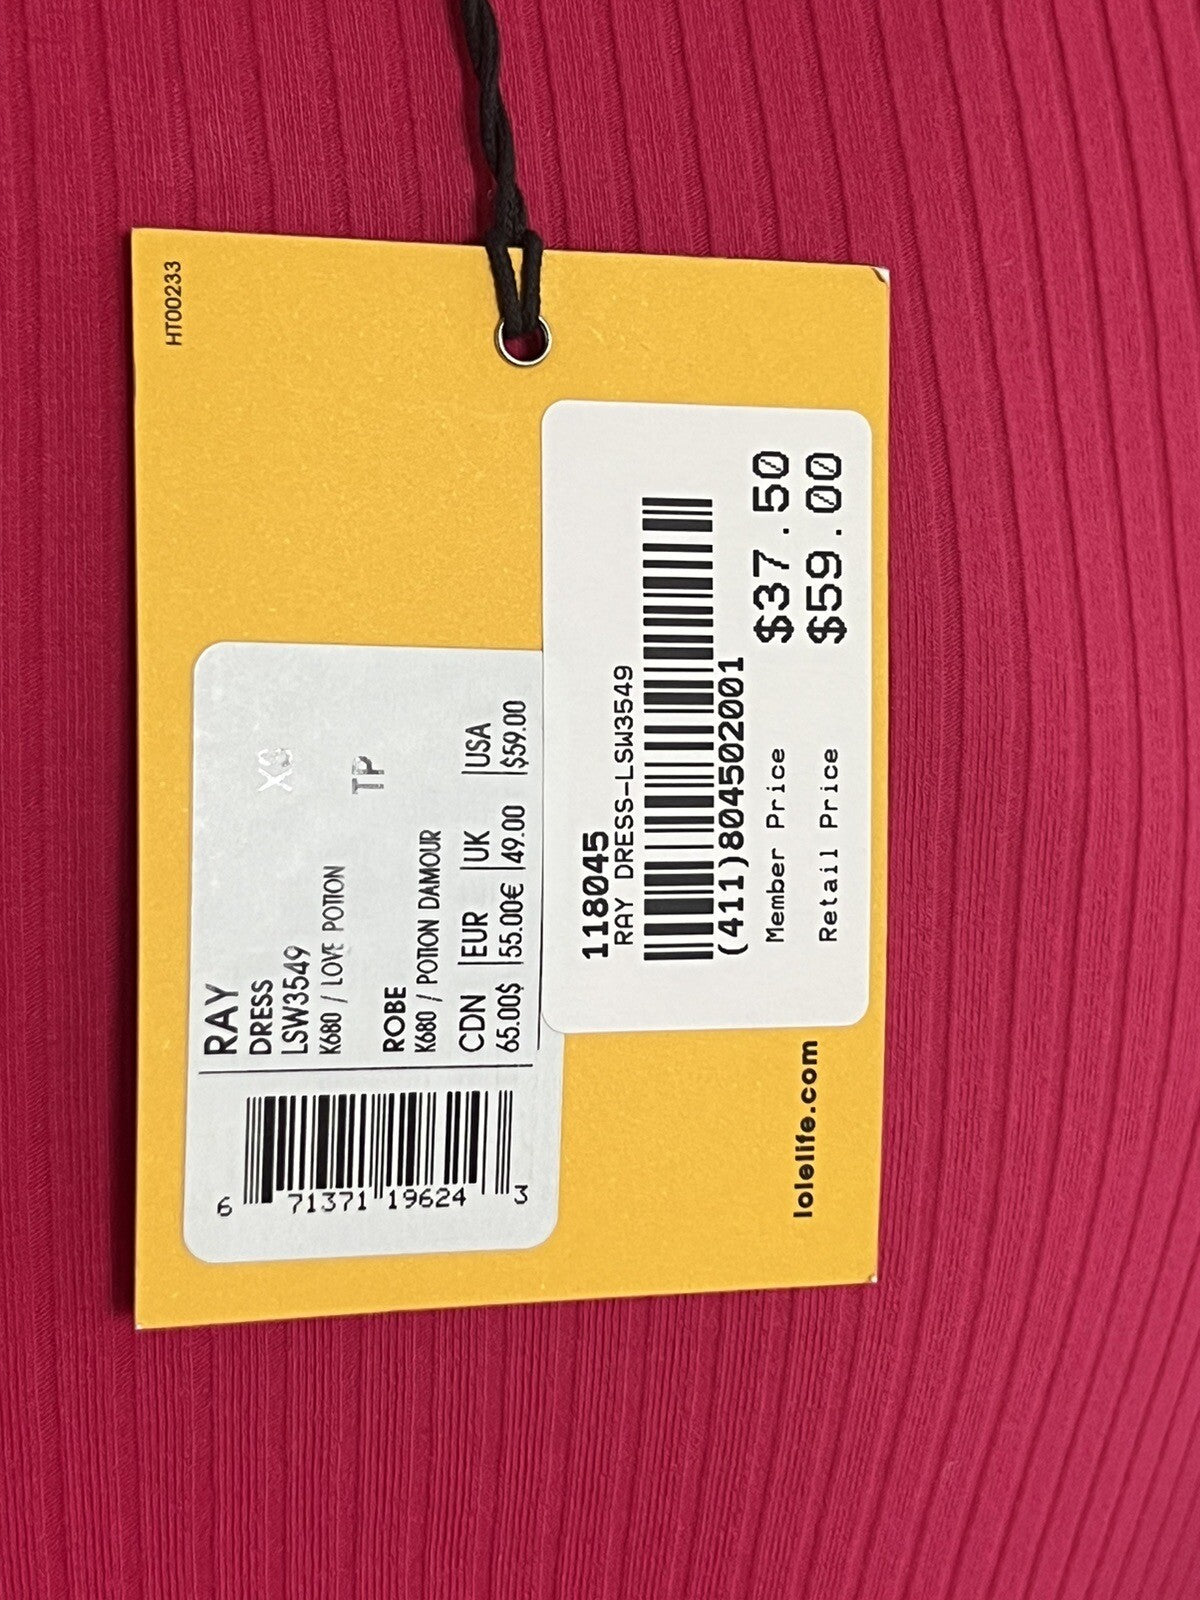 HT00233
RAY
DRESS
LSW3549
K680 / LOVE POTION
XS
TP
ROBE
K680 / POTION DAMOUR
CDN EUR UK USA
65.00$ 55.00€ 49.00 $59.00
6 71371 19624 3
118045
RAY DRESS-LSW3549
(411)804502001
Member Price $37.50
Retail Price $59.00
lolelife.com